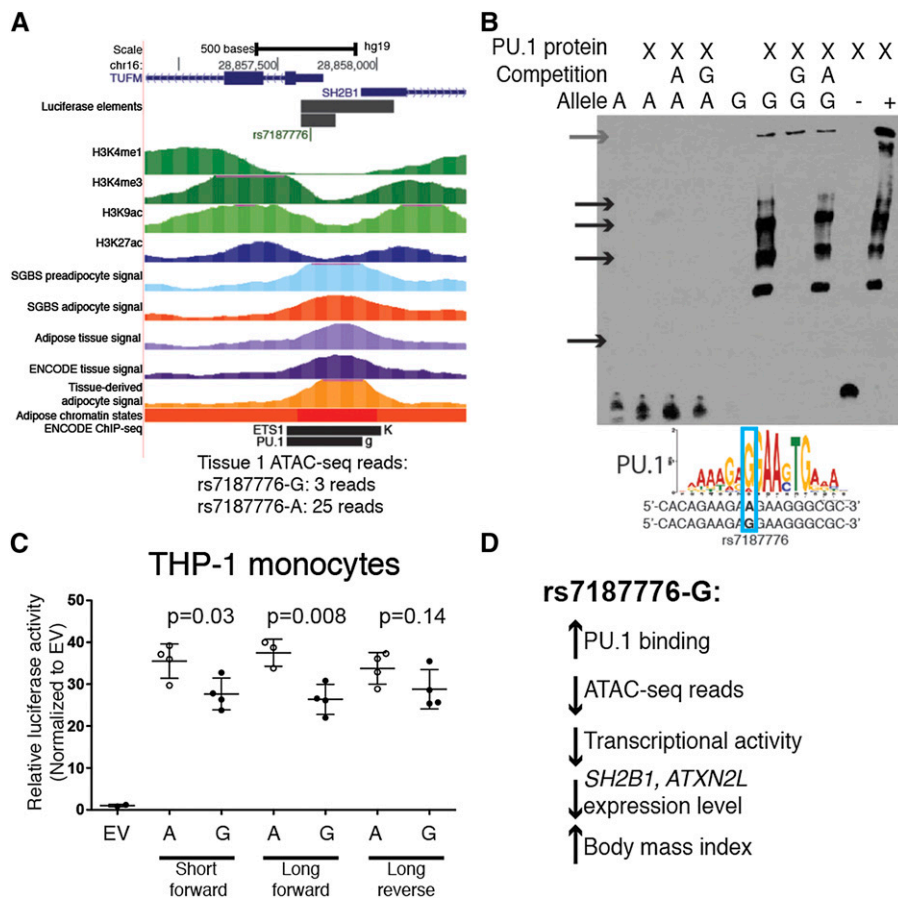 A
Scale 500 bases hg19
chr16: 28,857,500 28,858,000
TUFM
SH2B1
Luciferase elements
rs7187776
H3K4me1
H3K4me3
H3K9ac
H3K27ac
SGBS preadipocyte signal
SGBS adipocyte signal
Adipose tissue signal
ENCODE tissue signal
Tissue-derived
adipocyte signal
Adipose chromatin states
ENCODE ChIP-seq
ETS1 K
PU.1 g
Tissue 1 ATAC-seq reads:
rs7187776-G: 3 reads
rs7187776-A: 25 reads
B
PU.1 protein X X X X X X X X
Competition A G G A
Allele A A A A G G G G - +
PU.1
5'-CACAGAAGAAGAAGGGCGC-3'
5'-CACAGAAGAGGAAGGGCGC-3'
rs7187776
C
THP-1 monocytes
Relative luciferase activity
(Normalized to EV)
50
40
30
20
10
0
p=0.03 p=0.008 p=0.14
EV A G A G A G
Short
forward
Long
forward
Long
reverse
D
rs7187776-G:
↑ PU.1 binding
↓ ATAC-seq reads
↓ Transcriptional activity
↓ SH2B1, ATXN2L
expression level
↑ Body mass index